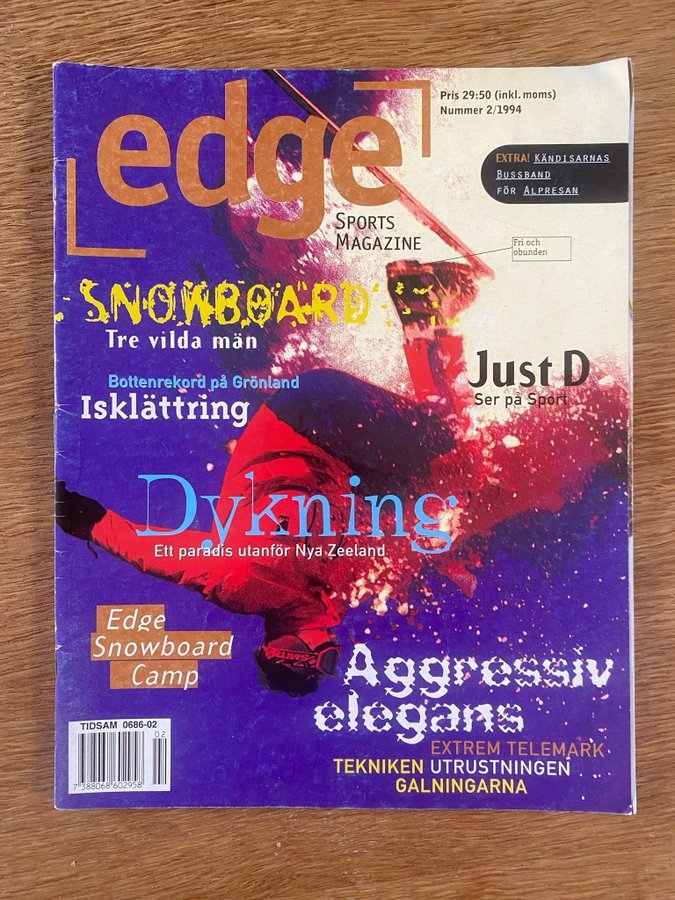 edge
SPORTS
MAGAZINE
Pris 29:50 (inkl. moms)
Nummer 2/1994
EXTRA! KÄNDISARNAS
BUSSBAND
FÖR ALPRESAN
Fri och
obunden
SNOWBOARD
Tre vilda män
Just D
Ser på Sport
Bottenrekord på Grönland
Isklättring
Dykning
Ett paradis utanför Nya Zeeland
Edge
Snowboard
Camp
SMITH
Aggressiv
elegans
EXTREM TELEMARK
TEKNIKEN UTRUSTNINGEN
GALNINGARNA
TIDSAM 0686-02
02
7 388068 602958